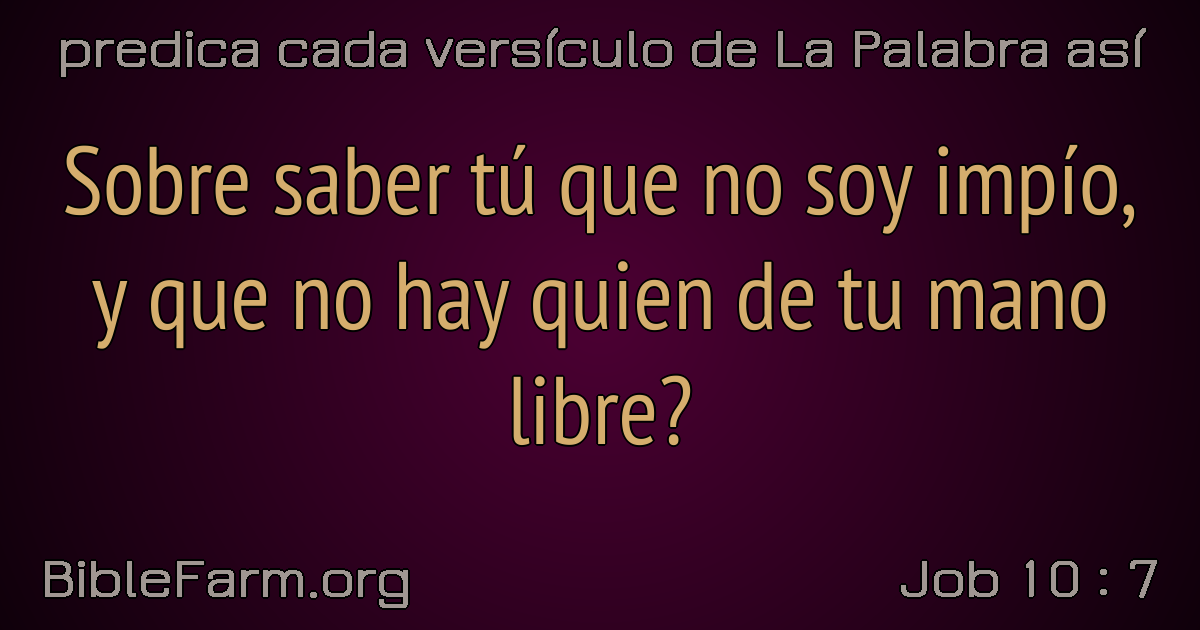 predica cada versículo de La Palabra así
Sobre saber tú que no soy impío,
y que no hay quien de tu mano
libre?
BibleFarm.org
Job 10 : 7